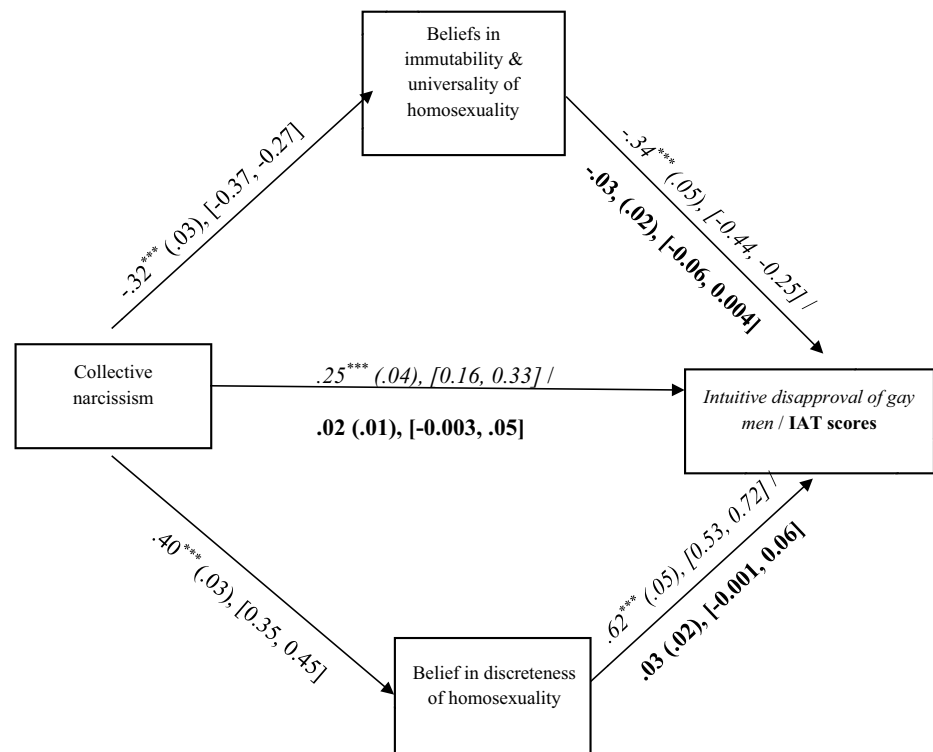 Beliefs in
immutability &
universality of
homosexuality
-.32*** (.03), [-0.37, -0.27]
-.34*** (.05), [-0.44, -0.25] /
-.03, (.02), [-0.06, 0.004]
Collective
narcissism
.25*** (.04), [0.16, 0.33] /
.02 (.01), [-0.003, .05]
Intuitive disapproval of gay
men / IAT scores
.40*** (.03), [0.35, 0.45]
.62*** (.05), [0.53, 0.72] /
.03 (.02), [-0.001, 0.06]
Belief in discreteness
of homosexuality